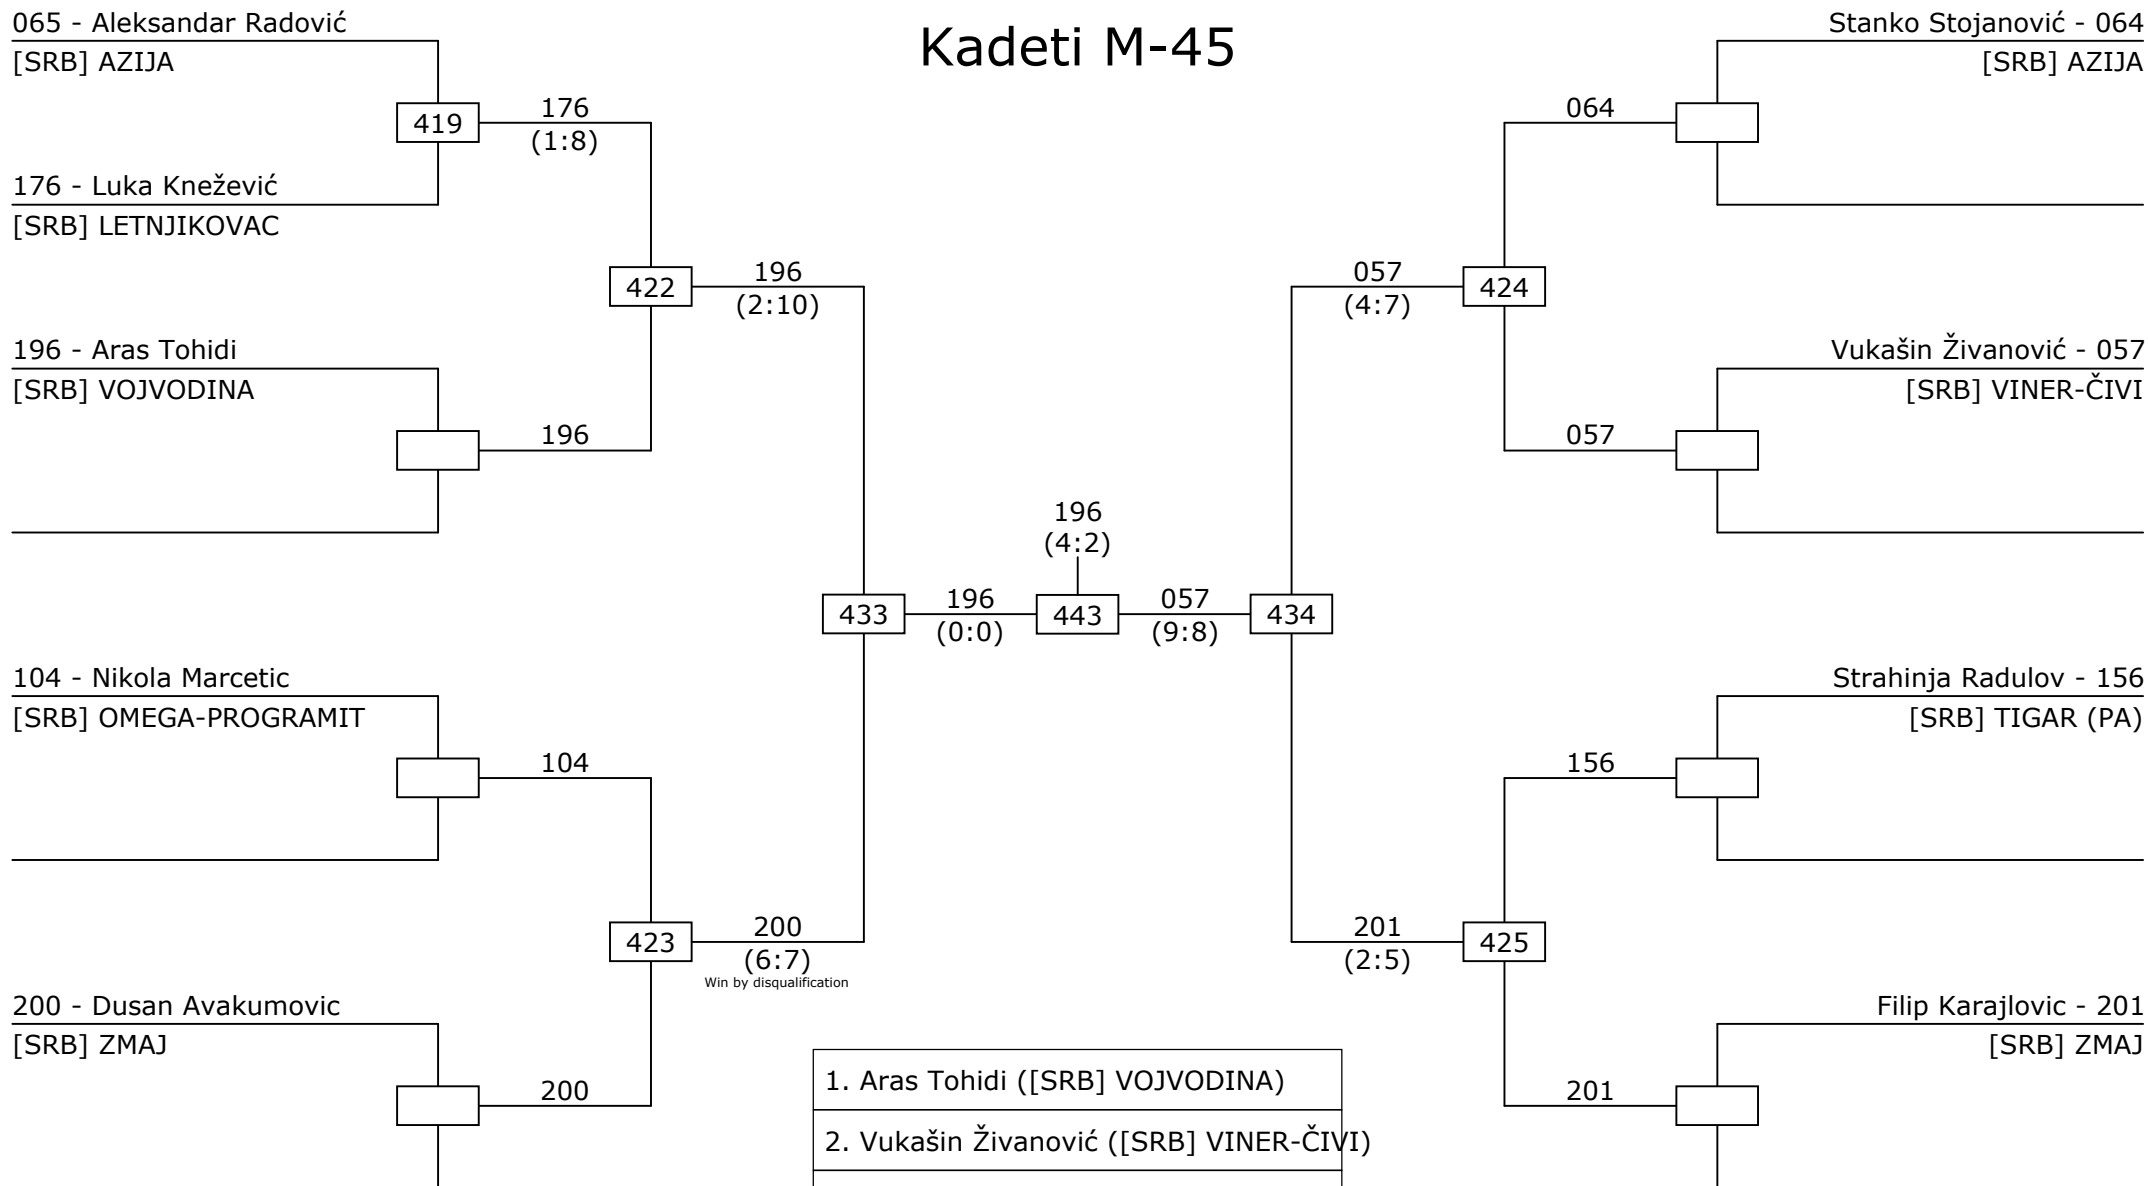 Kadeti M-45
065 - Aleksandar Radović
[SRB] AZIJA
419
176
(1:8)
176 - Luka Knežević
[SRB] LETNJIKOVAC
422
196
(2:10)
196 - Aras Tohidi
[SRB] VOJVODINA
196
104 - Nikola Marcetic
[SRB] OMEGA-PROGRAMIT
104
423
200
(6:7)
Win by disqualification
200 - Dusan Avakumovic
[SRB] ZMAJ
200
433
196
(0:0)
196
(4:2)
443
057
(9:8)
434
Stanko Stojanović - 064
[SRB] AZIJA
064
057
(4:7)
424
Vukašin Živanović - 057
[SRB] VINER-ČIVI
057
Strahinja Radulov - 156
[SRB] TIGAR (PA)
156
201
(2:5)
425
Filip Karajlovic - 201
[SRB] ZMAJ
201
1. Aras Tohidi ([SRB] VOJVODINA)
2. Vukašin Živanović ([SRB] VINER-ČIVI)